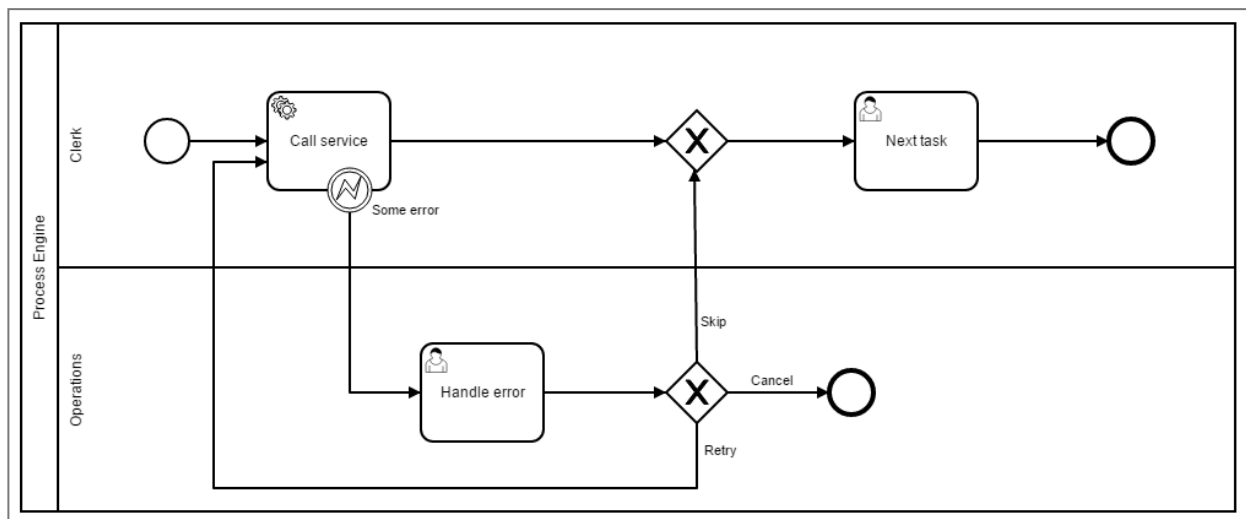 Process Engine
Clerk
Call service
Some error
Next task
Operations
Handle error
Skip
Cancel
Retry